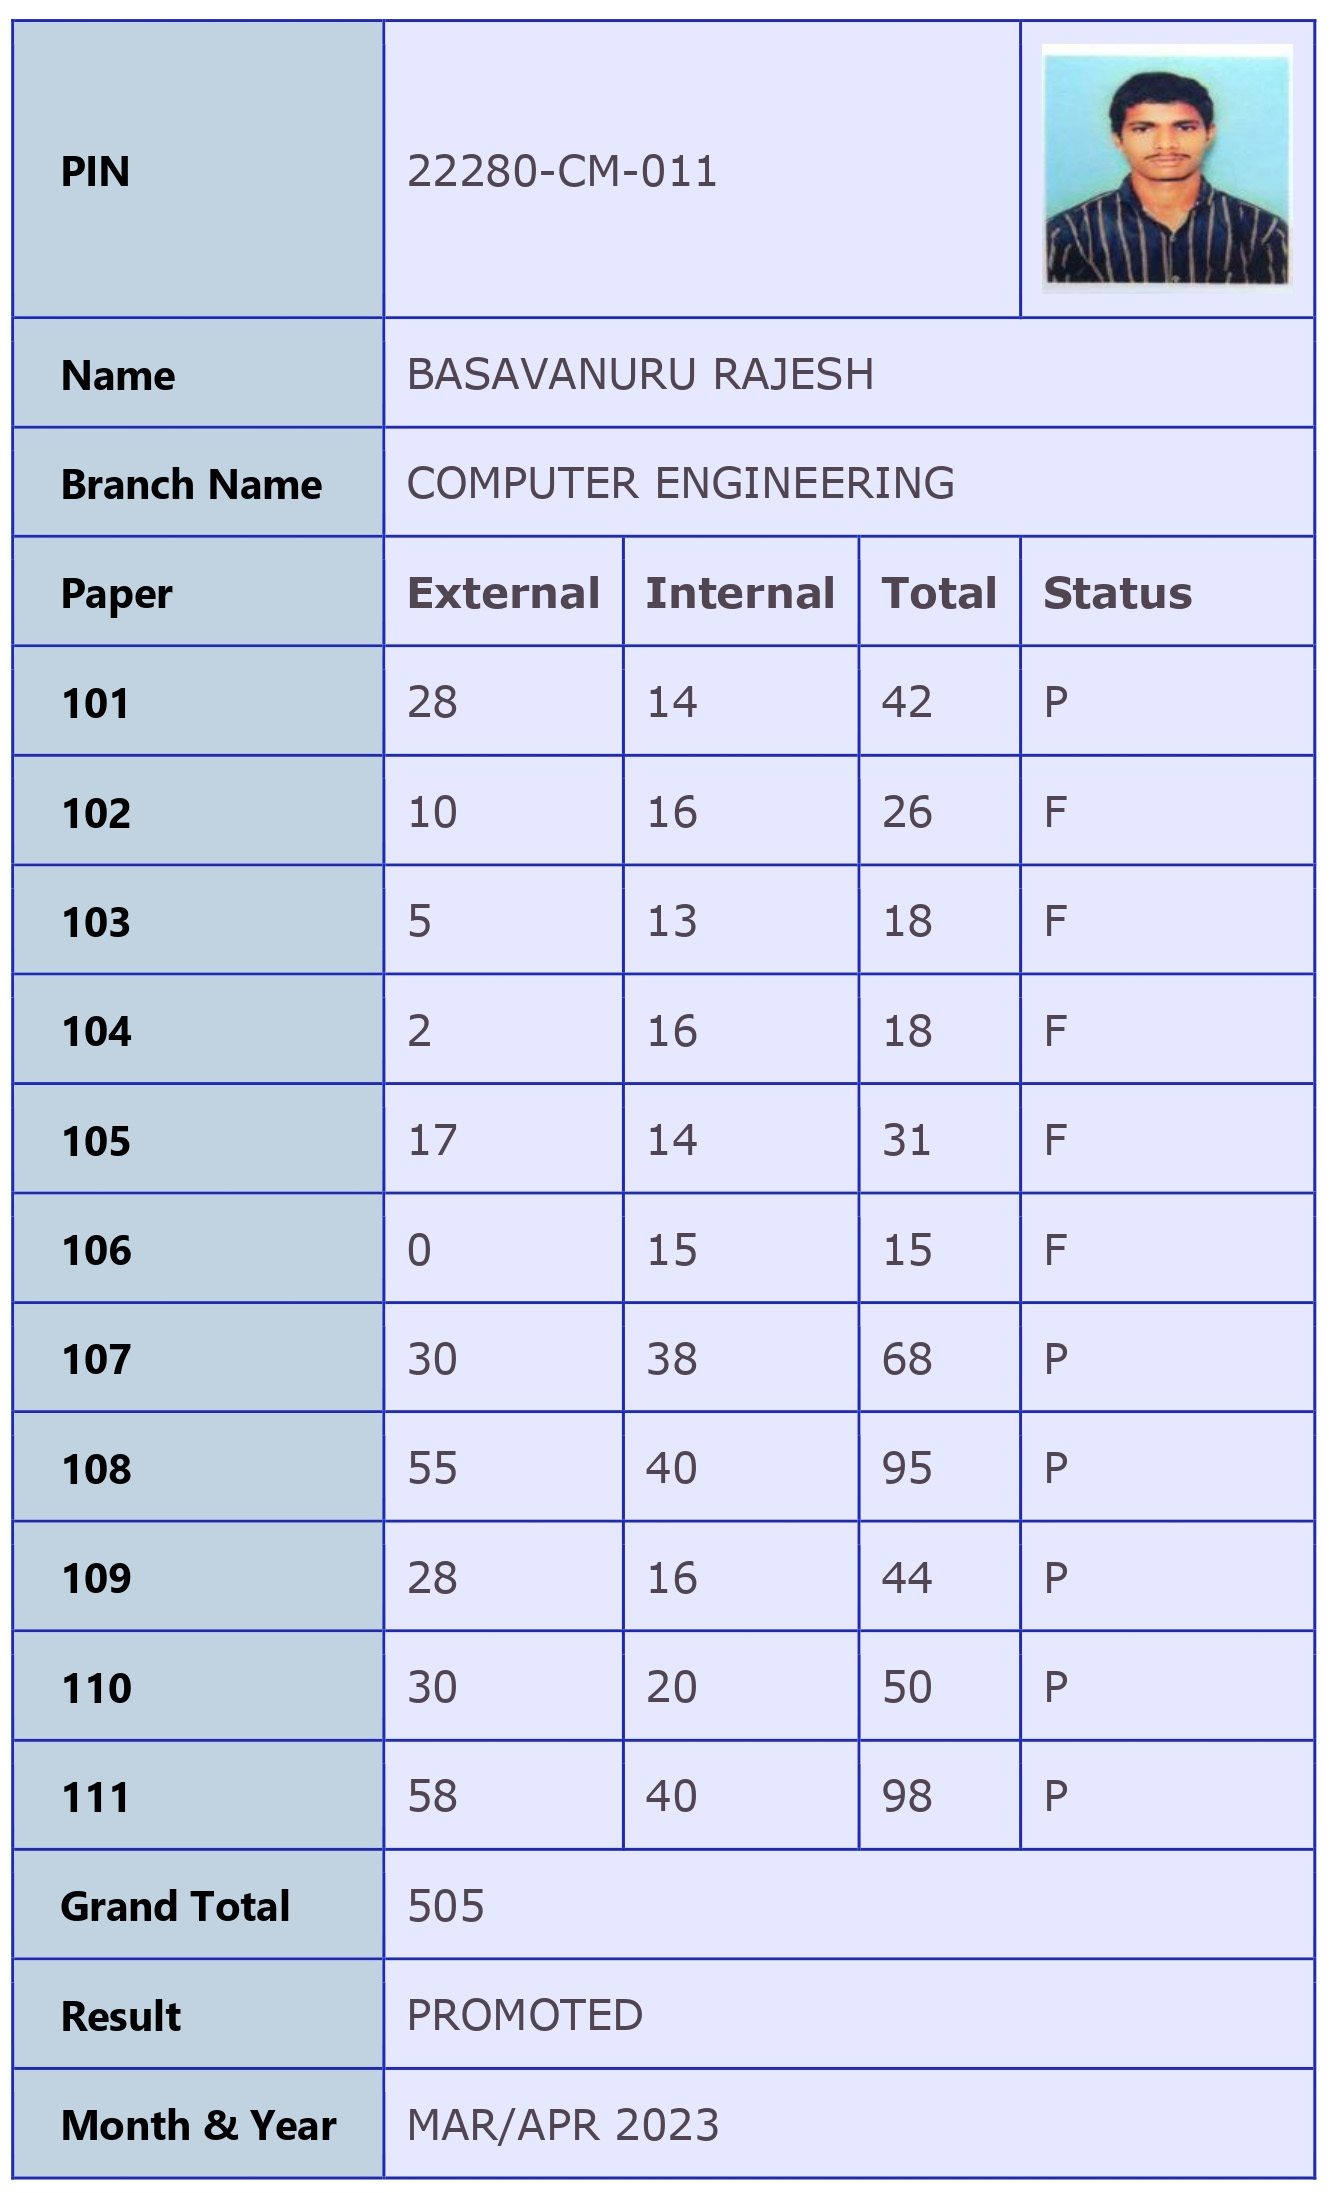 PIN 22280-CM-011
Name BASAVANURU RAJESH
Branch Name COMPUTER ENGINEERING
Paper External Internal Total Status
101 28 14 42 P
102 10 16 26 F
103 5 13 18 F
104 2 16 18 F
105 17 14 31 F
106 0 15 15 F
107 30 38 68 P
108 55 40 95 P
109 28 16 44 P
110 30 20 50 P
111 58 40 98 P
Grand Total 505
Result PROMOTED
Month & Year MAR/APR 2023